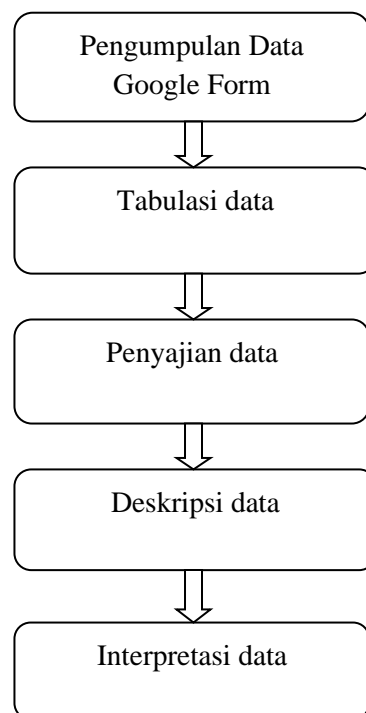 Pengumpulan Data
Google Form
Tabulasi data
Penyajian data
Deskripsi data
Interpretasi data